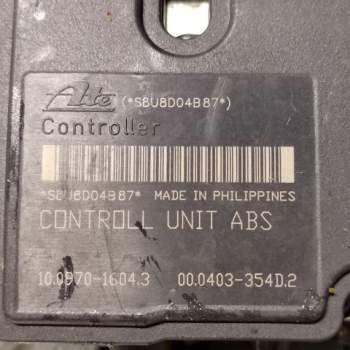 Ate (*S8U8D04B87*)
Controller
*S8U8D04B87* MADE IN PHILIPPINES
CONTROLL UNIT ABS
10.0970-1604.3 00.0403-354D.2